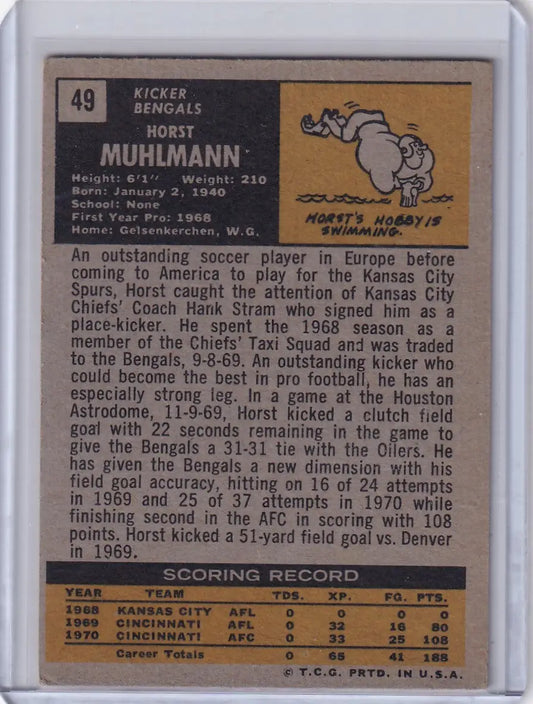 49
KICKER
BENGALS
HORST
MUHLMANN
Height: 6'1" Weight: 210
Born: January 2, 1940
School: None
First Year Pro: 1968
Home: Gelsenkerchen, W.G.
HORST'S HOBBY IS
SWIMMING.
An outstanding soccer player in Europe before
coming to America to play for the Kansas City
Spurs, Horst caught the attention of Kansas City
Chiefs' Coach Hank Stram who signed him as a
place-kicker. He spent the 1968 season as a
member of the Chiefs' Taxi Squad and was traded
to the Bengals, 9-8-69. An outstanding kicker who
could become the best in pro football, he has an
especially strong leg. In a game at the Houston
Astrodome, 11-9-69, Horst kicked a clutch field
goal with 22 seconds remaining in the game to
give the Bengals a 31-31 tie with the Oilers. He
has given the Bengals a new dimension with his
field goal accuracy, hitting on 16 of 24 attempts
in 1969 and 25 of 37 attempts in 1970 while
finishing second in the AFC in scoring with 108
points. Horst kicked a 51-yard field goal vs. Denver
in 1969.
SCORING RECORD
YEAR TEAM TDS. XP. FG. PTS.
1968 KANSAS CITY AFL 0 0 0 0
1969 CINCINNATI AFL 0 32 16 80
1970 CINCINNATI AFC 0 33 25 108
Career Totals 0 65 41 188
© T.C.G. PRTD. IN U.S.A.